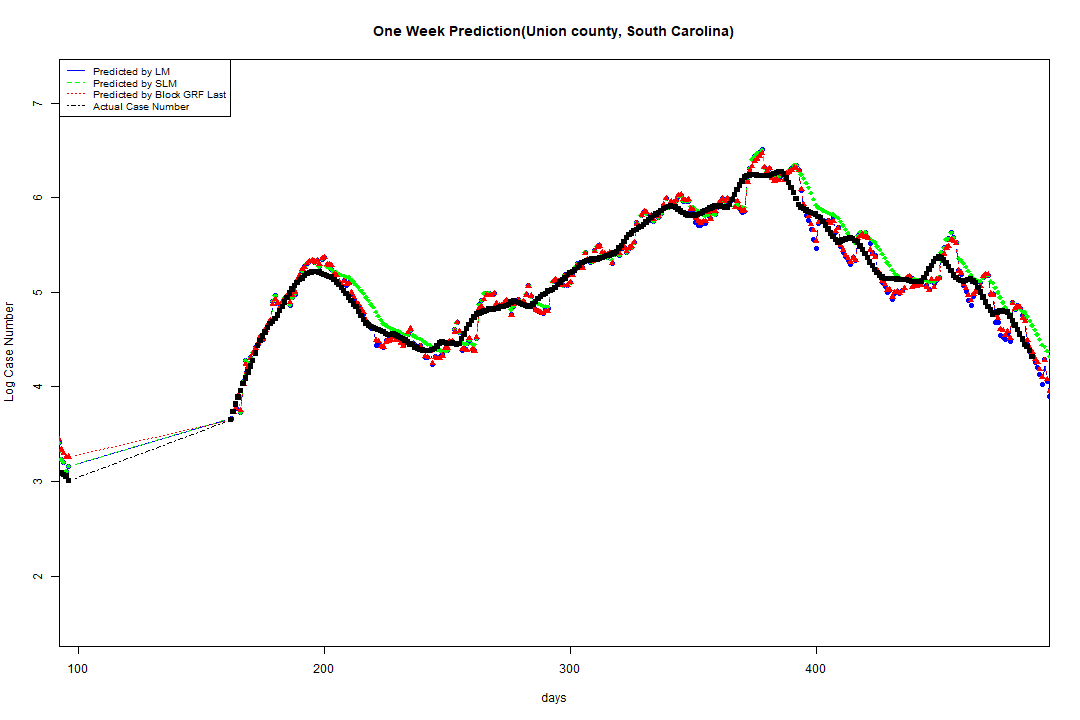 One Week Prediction(Union county, South Carolina)
Predicted by LM
Predicted by SLM
Predicted by Block GRF Last
Actual Case Number
7
6
5
4
3
2
Log Case Number
100 200 300 400
days